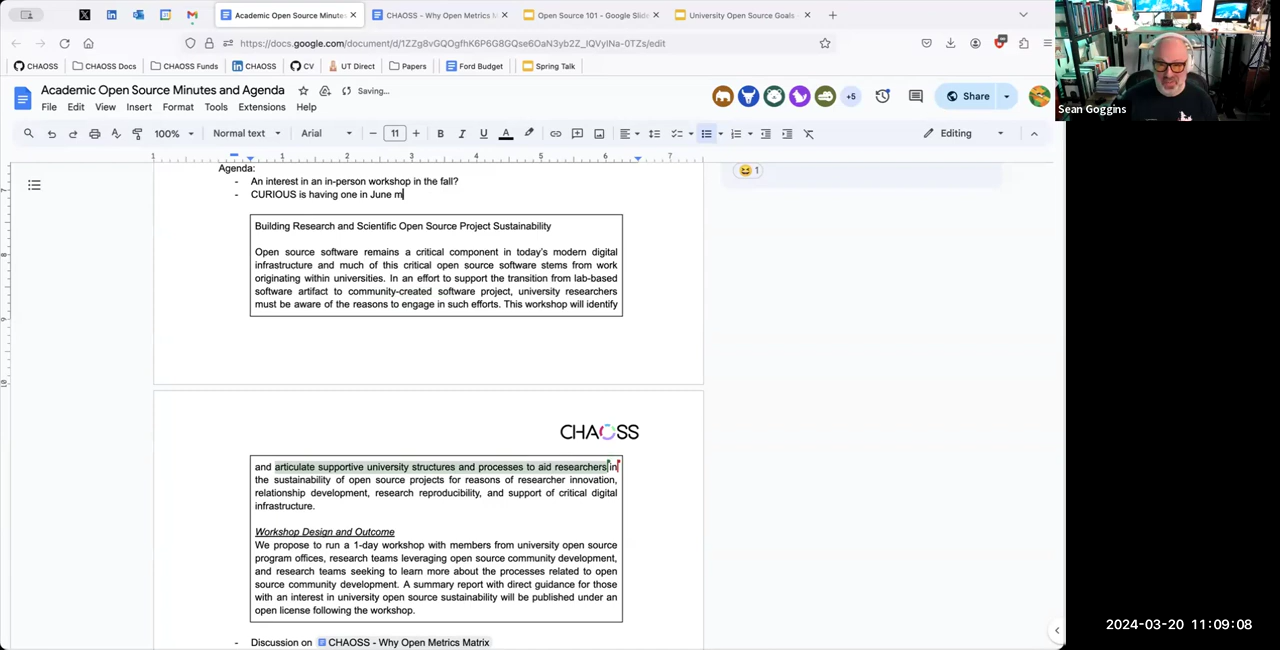 Academic Open Source Minutes
CHAOSS - Why Open Metrics M
Open Source 101 - Google Slide
University Open Source Goals
https://docs.google.com/document/d/1ZZg8vGQOgfhK6P6G8GQse6OaN3yb2Z_IQVyINa-0TZs/edit
CHAOSS
CHAOSS Docs
CHAOSS Funds
CHAOSS
CV
UT Direct
Papers
Ford Budget
Spring Talk
Academic Open Source Minutes and Agenda
Saving...
File Edit View Insert Format Tools Extensions Help
+5
Share
Sean Goggins
100%
Normal text
Arial
11
Editing
1 1 2 3 4 5 6 7
Agenda:
- An interest in an in-person workshop in the fall?
- CURIOUS is having one in June m
1
Building Research and Scientific Open Source Project Sustainability
Open source software remains a critical component in today's modern digital
infrastructure and much of this critical open source software stems from work
originating within universities. In an effort to support the transition from lab-based
software artifact to community-created software project, university researchers
must be aware of the reasons to engage in such efforts. This workshop will identify
CHAOSS
and articulate supportive university structures and processes to aid researchers in
the sustainability of open source projects for reasons of researcher innovation,
relationship development, research reproducibility, and support of critical digital
infrastructure.
Workshop Design and Outcome
We propose to run a 1-day workshop with members from university open source
program offices, research teams leveraging open source community development,
and research teams seeking to learn more about the processes related to open
source community development. A summary report with direct guidance for those
with an interest in university open source sustainability will be published under an
open license following the workshop.
- Discussion on CHAOSS - Why Open Metrics Matrix
2024-03-20 11:09:08